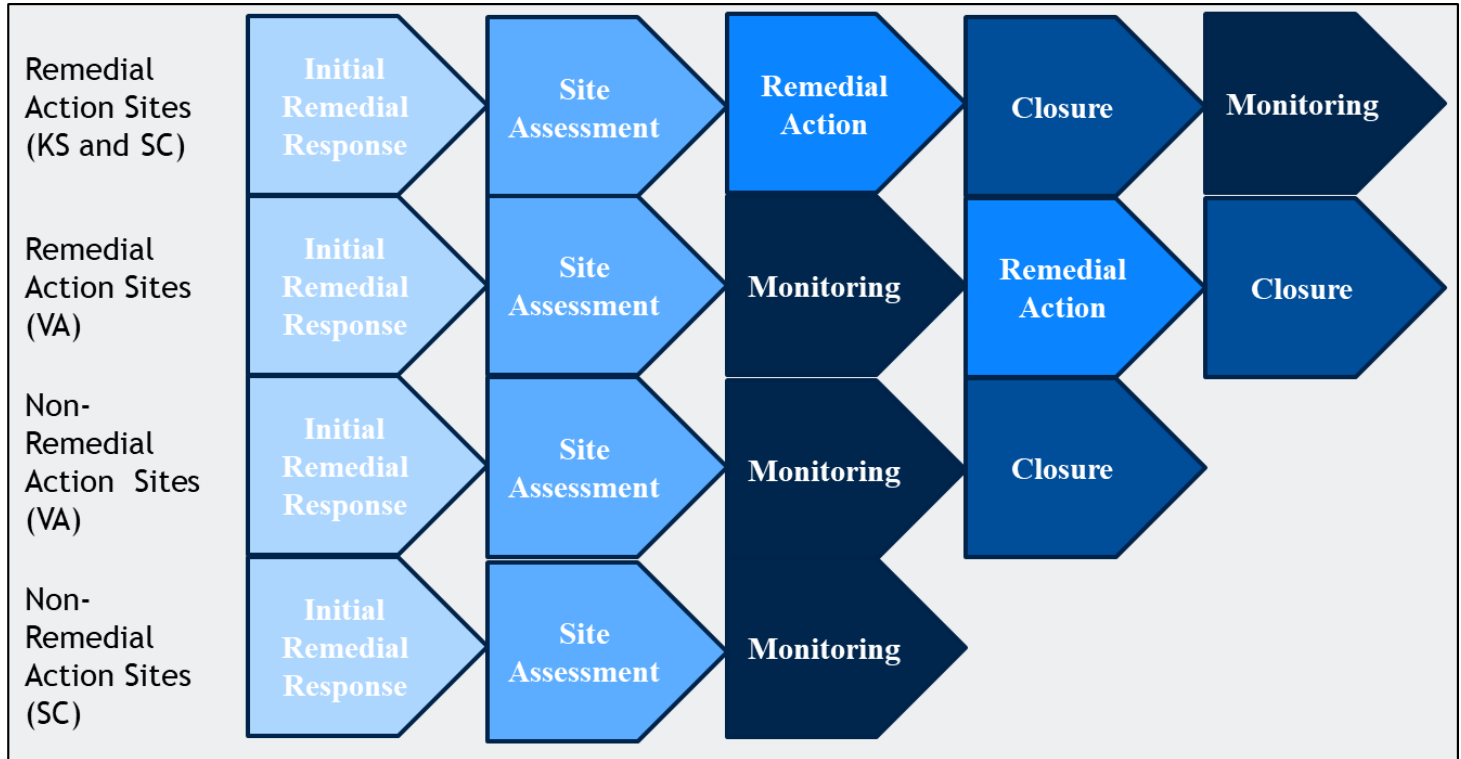 Remedial
Action Sites
(KS and SC)
Initial
Remedial
Response
Site
Assessment
Remedial
Action
Closure
Monitoring
Remedial
Action Sites
(VA)
Initial
Remedial
Response
Site
Assessment
Monitoring
Remedial
Action
Closure
Non-
Remedial
Action  Sites
(VA)
Initial
Remedial
Response
Site
Assessment
Monitoring
Closure
Non-
Remedial
Action Sites
(SC)
Initial
Remedial
Response
Site
Assessment
Monitoring